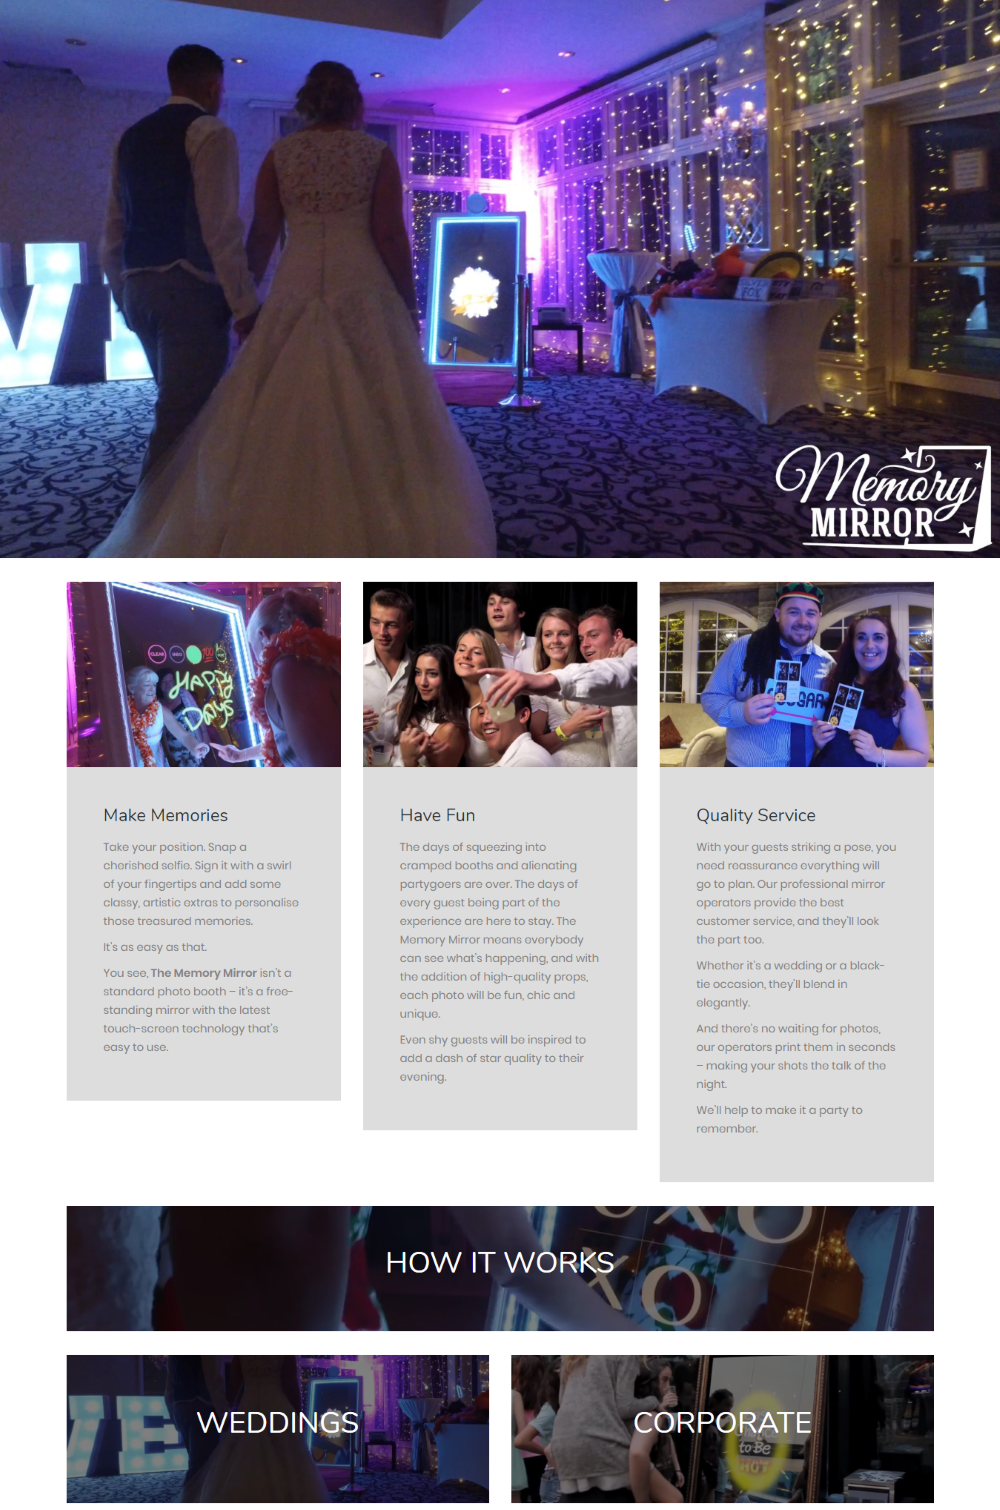 Memory
MIRROR
CLEAR
100
HAPPY
DAYS
Make Memories
Take your position. Snap a
cherished selfie. Sign it with a swirl
of your fingertips and add some
classy, artistic extras to personalise
those treasured memories.
It's as easy as that.
You see, The Memory Mirror isn't a
standard photo booth – it's a free-
standing mirror with the latest
touch-screen technology that's
easy to use.
Have Fun
The days of squeezing into
cramped booths and alienating
partygoers are over. The days of
every guest being part of the
experience are here to stay. The
Memory Mirror means everybody
can see what's happening, and with
the addition of high-quality props,
each photo will be fun, chic and
unique.
Even shy guests will be inspired to
add a dash of star quality to their
evening.
Quality Service
With your guests striking a pose, you
need reassurance everything will
go to plan. Our professional mirror
operators provide the best
customer service, and they'll look
the part too.
Whether it's a wedding or a black-
tie occasion, they'll blend in
elegantly.
And there's no waiting for photos,
our operators print them in seconds
– making your shots the talk of the
night.
We'll help to make it a party to
remember.
HOW IT WORKS
XOXO
WEDDINGS
CORPORATE
to Be
HOT